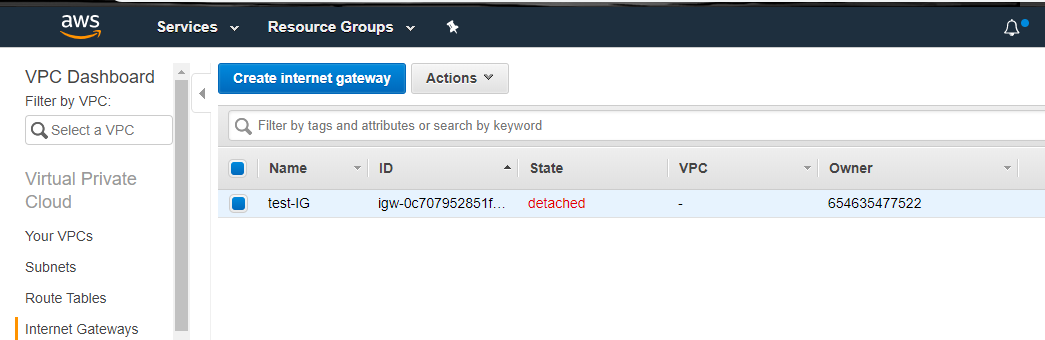 aws Services Resource Groups
VPC Dashboard
Filter by VPC:
Select a VPC
Virtual Private
Cloud
Your VPCs
Subnets
Route Tables
Internet Gateways
Create internet gateway Actions
Filter by tags and attributes or search by keyword
Name ID State VPC Owner
test-IG igw-0c707952851f... detached - 654635477522